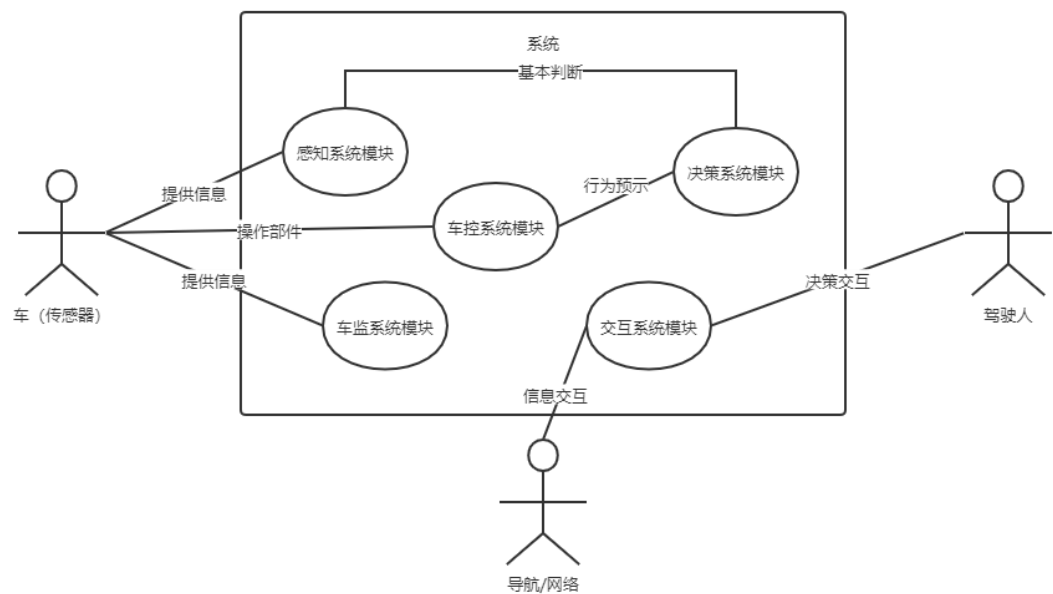 系统
基本判断
感知系统模块
决策系统模块
提供信息
行为预示
操作部件
车控系统模块
提供信息
决策交互
车（传感器）
车监系统模块
交互系统模块
驾驶人
信息交互
导航/网络